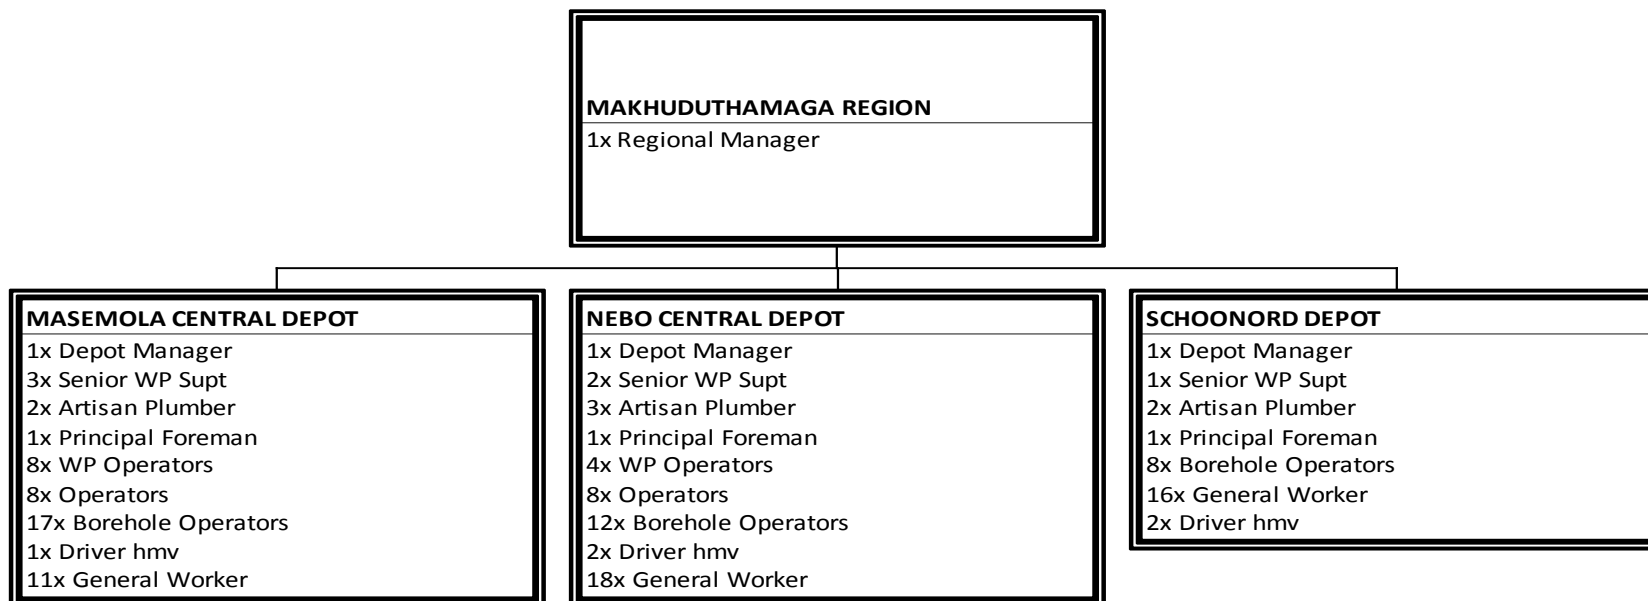 MAKHUDUTHAMAGA REGION
1x Regional Manager
MASEMOLA CENTRAL DEPOT
1x Depot Manager
3x Senior WP Supt
2x Artisan Plumber
1x Principal Foreman
8x WP Operators
8x Operators
17x Borehole Operators
1x Driver hmv
11x General Worker
NEBO CENTRAL DEPOT
1x Depot Manager
2x Senior WP Supt
3x Artisan Plumber
1x Principal Foreman
4x WP Operators
8x Operators
12x Borehole Operators
2x Driver hmv
18x General Worker
SCHOONORD DEPOT
1x Depot Manager
1x Senior WP Supt
2x Artisan Plumber
1x Principal Foreman
8x Borehole Operators
16x General Worker
2x Driver hmv